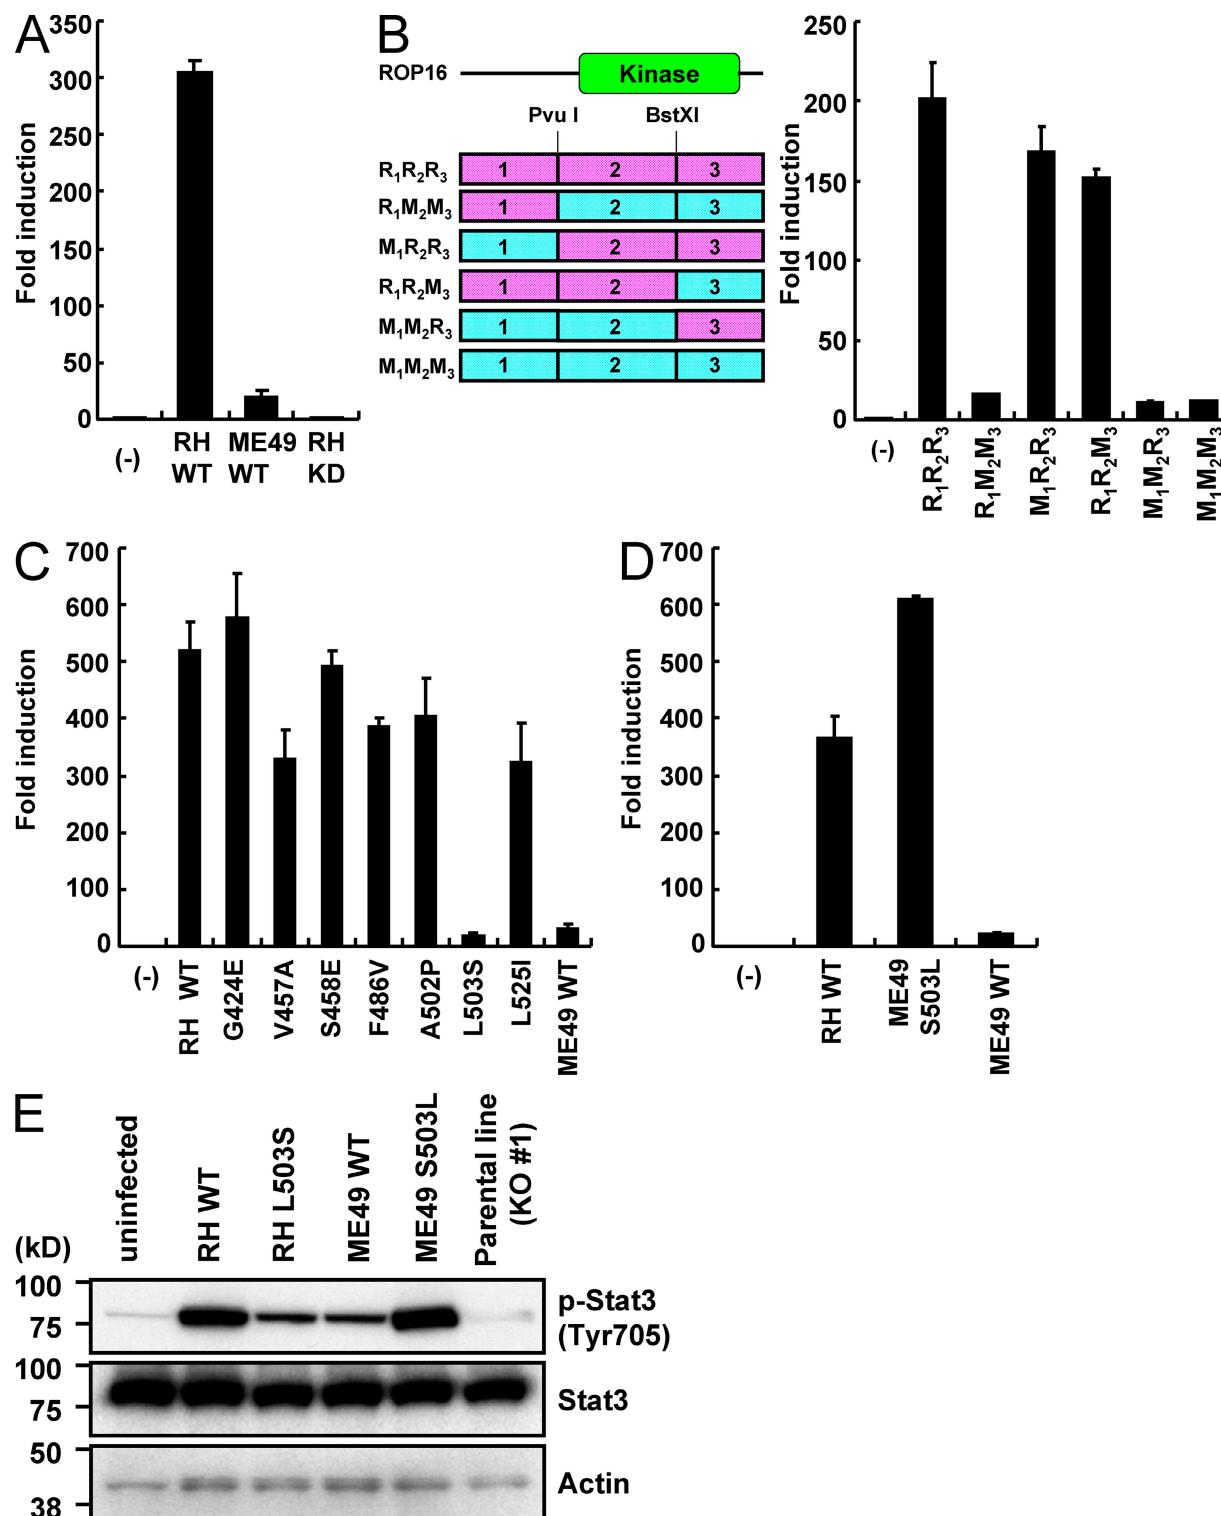 A
350
300
250
200
150
100
50
0
Fold induction
(-)
RH WT
ME49 WT
RH KD
B
ROP16
Kinase
Pvu I BstXI
R1R2R3 1 2 3
R1M2M3 1 2 3
M1R2R3 1 2 3
R1R2M3 1 2 3
M1M2R3 1 2 3
M1M2M3 1 2 3
250
200
150
100
50
0
Fold induction
(-)
R1R2R3
R1M2M3
M1R2R3
R1R2M3
M1M2R3
M1M2M3
C
700
600
500
400
300
200
100
0
Fold induction
(-)
RH WT
G424E
V457A
S458E
F486V
A502P
L503S
L525I
ME49 WT
D
700
600
500
400
300
200
100
0
Fold induction
(-)
RH WT
ME49
S503L
ME49 WT
E
uninfected
RH WT
RH L503S
ME49 WT
ME49 S503L
Parental line
(KO #1)
(kD)
100
75
p-Stat3
(Tyr705)
100
75
Stat3
50
38
Actin